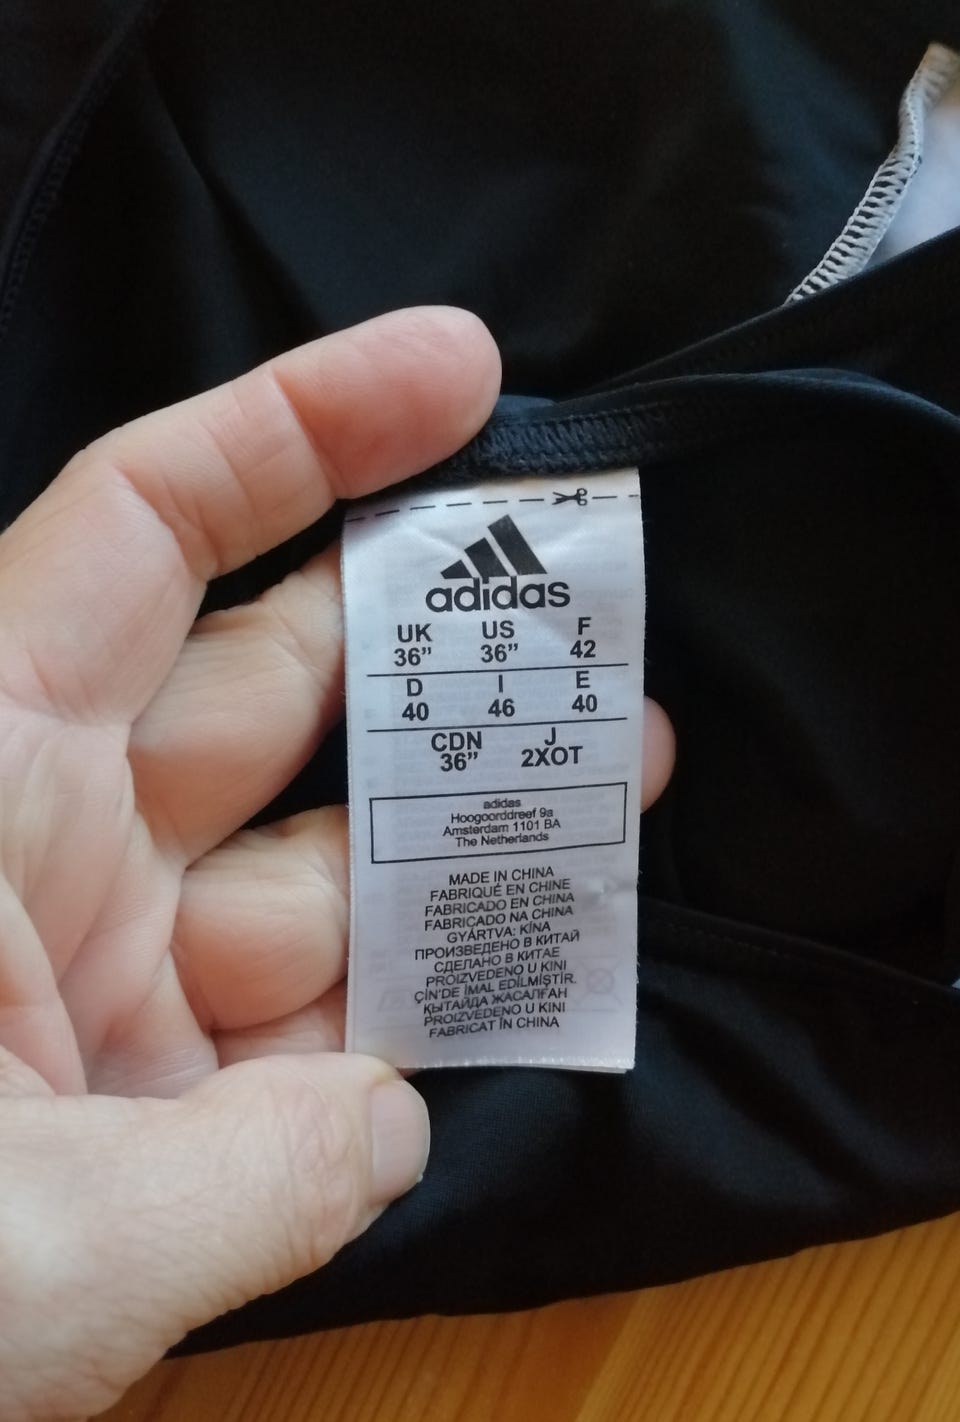 adidas
UK US F
36” 36” 42
D I E
40 46 40
CDN J
36” 2XOT
adidas
Hoogoorddreef 9a
Amsterdam 1101 BA
The Netherlands
MADE IN CHINA
FABRIQUÉ EN CHINE
FABRICADO EN CHINA
FABRICADO NA CHINA
GYÁRTVA: KÍNA
ПРОИЗВЕДЕНО В КИТАЙ
СДЕЛАНО В КИТАЕ
PROIZVEDENO U KINI
ÇİN'DE İMAL EDİLMİŞTİR.
ҚЫТАЙДА ЖАСАЛҒАН
PROIZVEDENO U KINI
FABRICAT ÎN CHINA